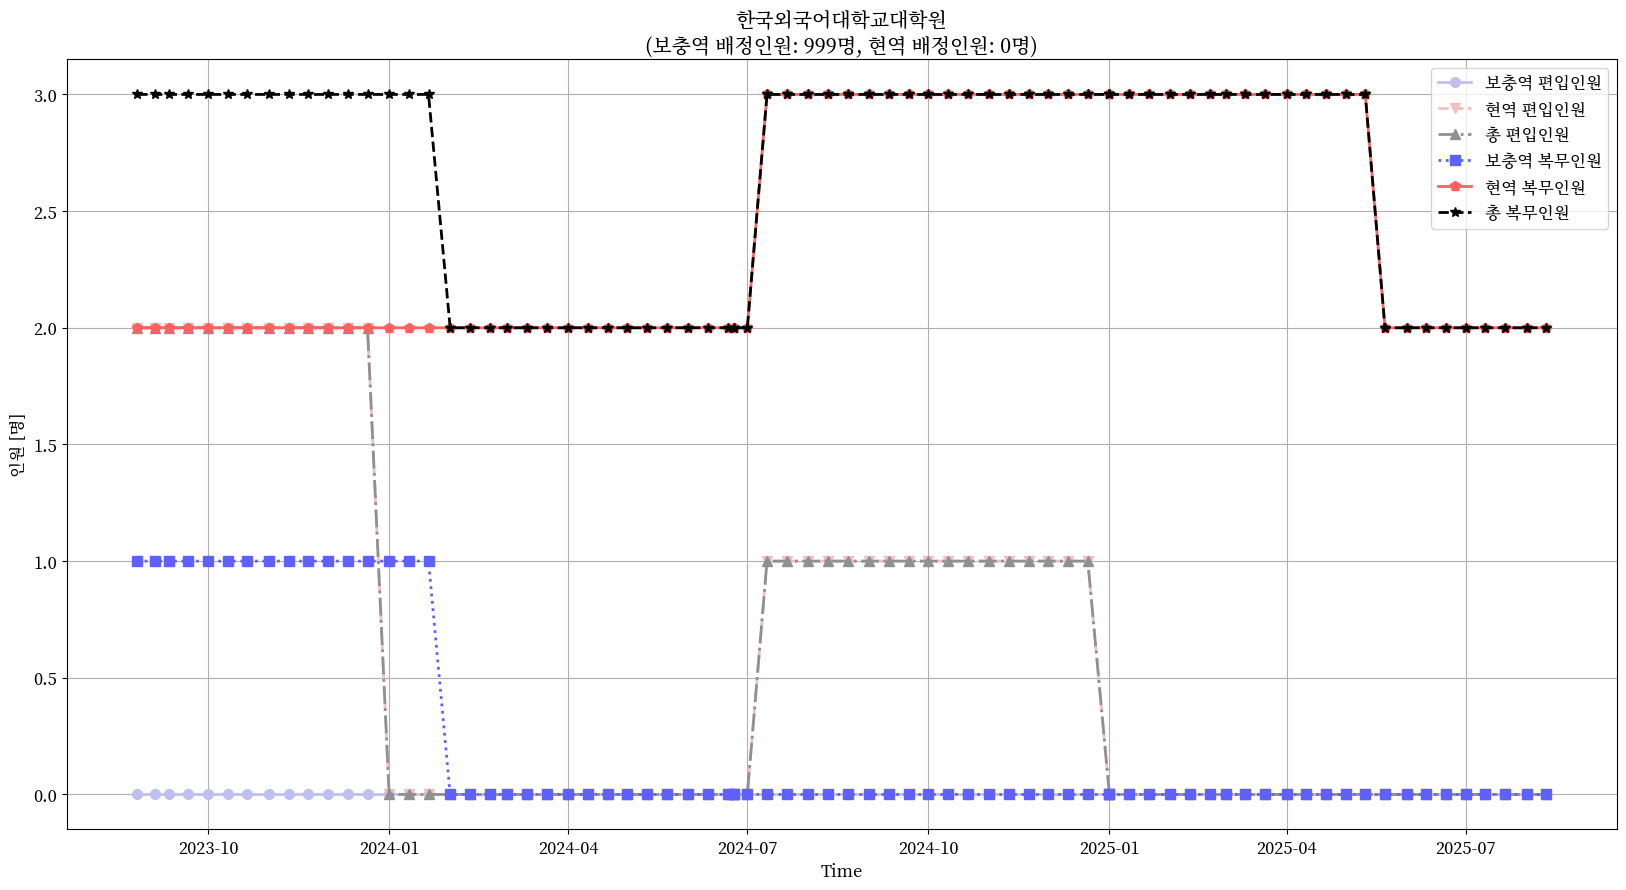 한국외국어대학교대학원
(보충역 배정인원: 999명, 현역 배정인원: 0명)
보충역 편입인원
현역 편입인원
총 편입인원
보충역 복무인원
현역 복무인원
총 복무인원
인원 [명]
3.0
2.5
2.0
1.5
1.0
0.5
0.0
2023-10
2024-01
2024-04
2024-07
2024-10
2025-01
2025-04
2025-07
Time